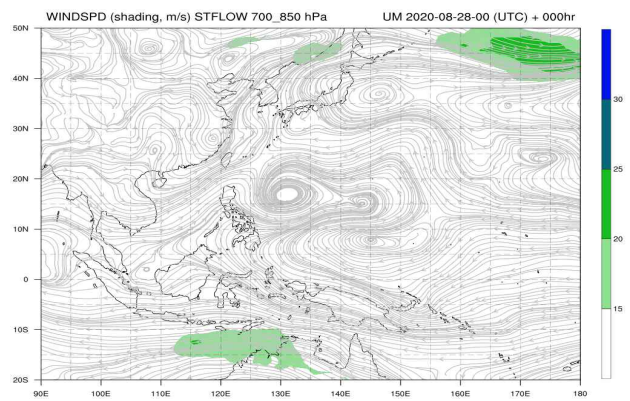 WINDSPD (shading, m/s) STFLOW 700_850 hPa UM 2020-08-28-00 (UTC) + 000hr
50N
40N
30N
20N
10N
0
10S
20S
90E 100E 110E 120E 130E 140E 150E 160E 170E 180
30
25
20
15